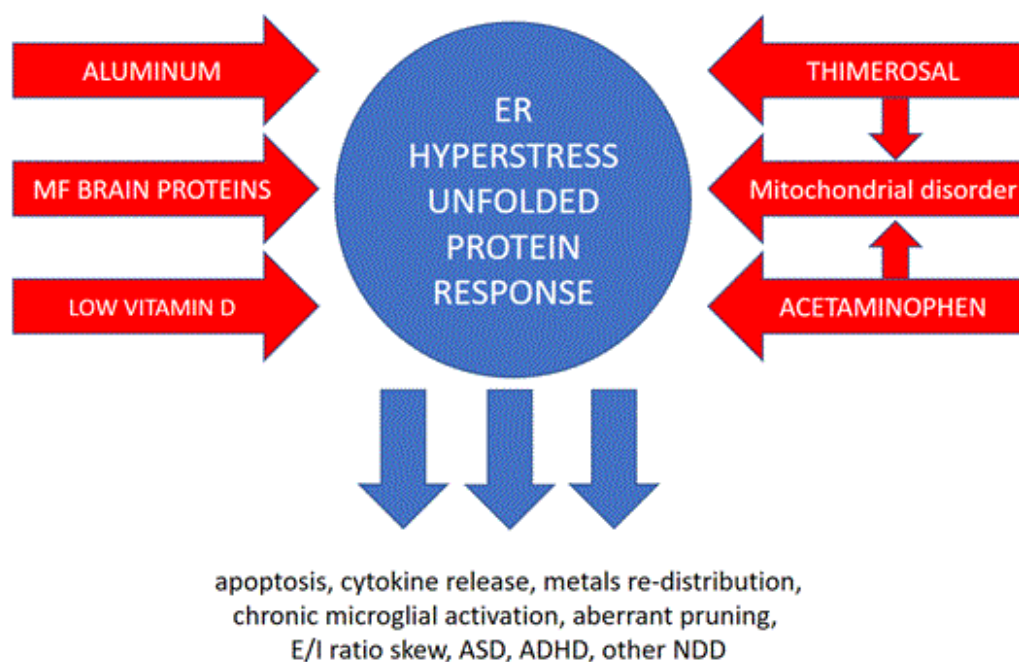 ALUMINUM
MF BRAIN PROTEINS
LOW VITAMIN D
ER
HYPERSTRESS
UNFOLDED
PROTEIN
RESPONSE
THIMEROSAL
Mitochondrial disorder
ACETAMINOPHEN
apoptosis, cytokine release, metals re-distribution,
chronic microglial activation, aberrant pruning,
E/I ratio skew, ASD, ADHD, other NDD